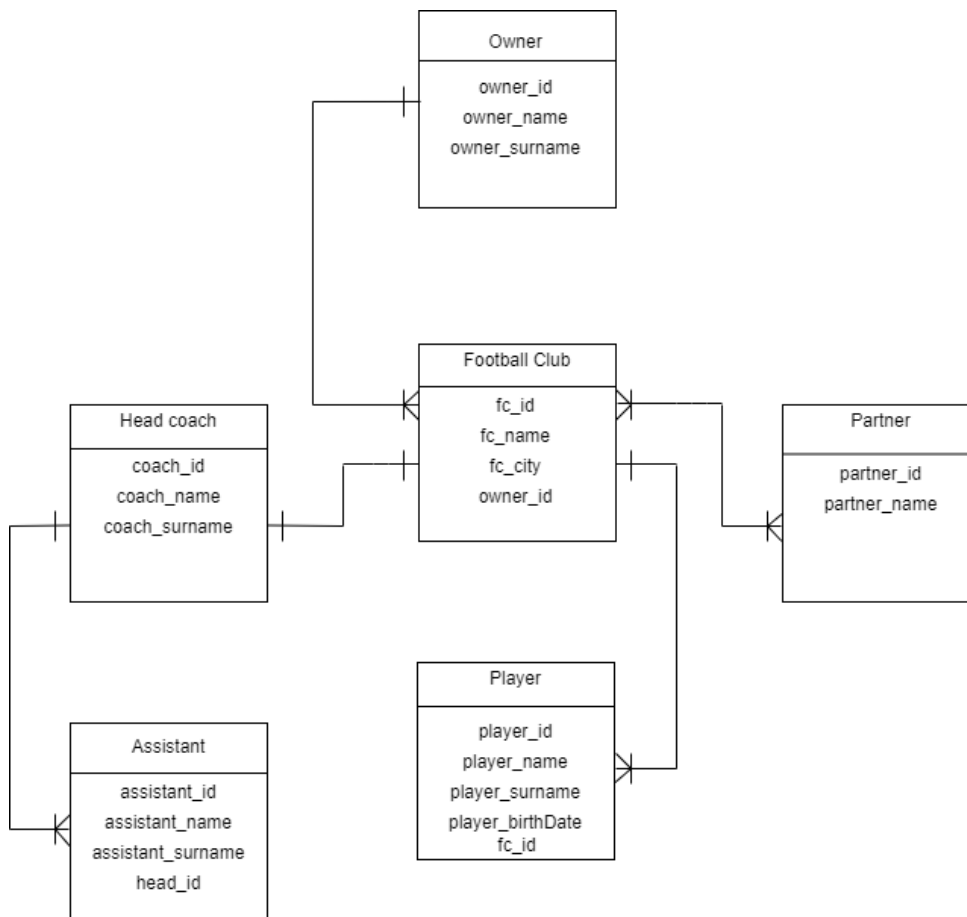 Owner
owner_id
owner_name
owner_surname
Football Club
fc_id
fc_name
fc_city
owner_id
Head coach
coach_id
coach_name
coach_surname
Partner
partner_id
partner_name
Player
player_id
player_name
player_surname
player_birthDate
fc_id
Assistant
assistant_id
assistant_name
assistant_surname
head_id